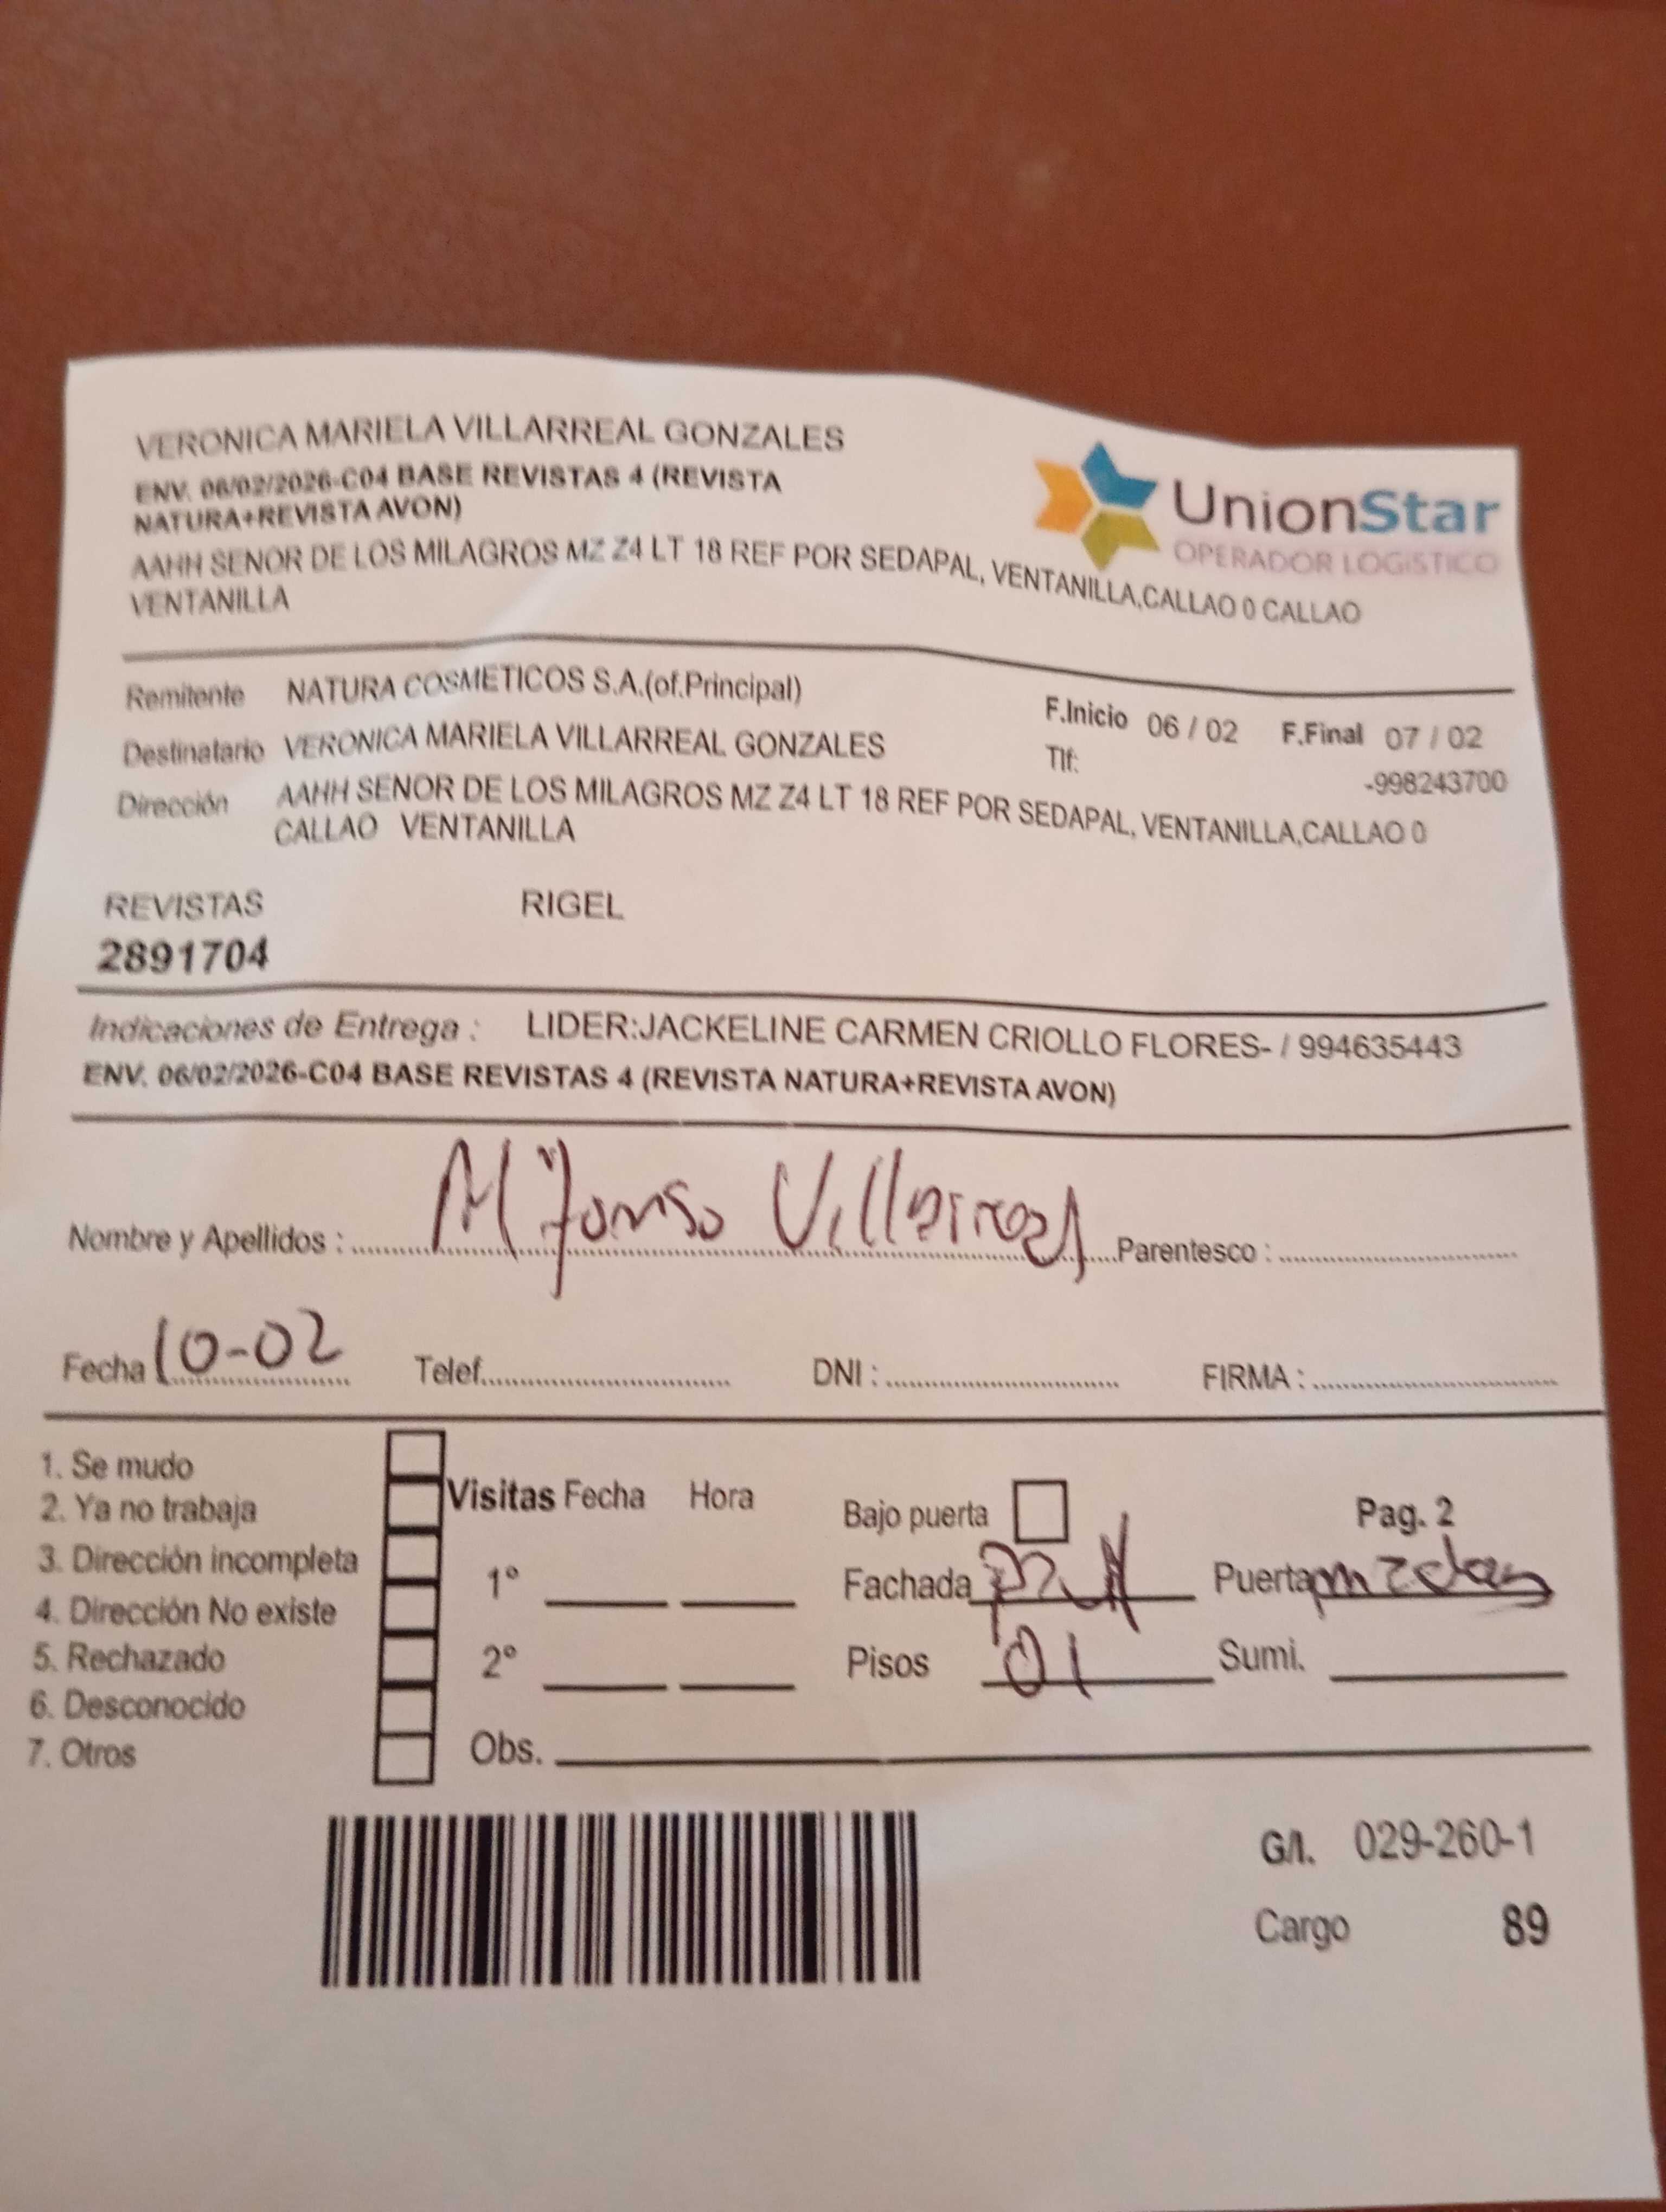 VERONICA MARIELA VILLARREAL GONZALES
ENV. 06/02/2026-C04 BASE REVISTAS 4 (REVISTA
NATURA+REVISTA AVON)
AAHH SENOR DE LOS MILAGROS MZ Z4 LT 18 REF POR SEDAPAL, VENTANILLA,CALLAO 0 CALLAO
VENTANILLA
UnionStar
OPERADOR LOGÍSTICO
Remitente NATURA COSMETICOS S.A.(of.Principal)
F.Inicio 06 / 02 F.Final 07 / 02
Destinatario VERONICA MARIELA VILLARREAL GONZALES
Tlf: -998243700
Dirección AAHH SENOR DE LOS MILAGROS MZ Z4 LT 18 REF POR SEDAPAL, VENTANILLA,CALLAO 0
CALLAO VENTANILLA
REVISTAS RIGEL
2891704
Indicaciones de Entrega : LIDER:JACKELINE CARMEN CRIOLLO FLORES- / 994635443
ENV. 06/02/2026-C04 BASE REVISTAS 4 (REVISTA NATURA+REVISTA AVON)
Nombre y Apellidos : Alfonso Villarreal Parentesco :
Fecha 10-02 Telef. DNI : FIRMA :
1. Se mudo
2. Ya no trabaja
3. Dirección incompleta
4. Dirección No existe
5. Rechazado
6. Desconocido
7. Otros
Visitas Fecha Hora
1°
2°
Obs.
Bajo puerta Pag. 2
Fachada Puerta
Pisos 01 Sumi.
G/I. 029-260-1
Cargo 89